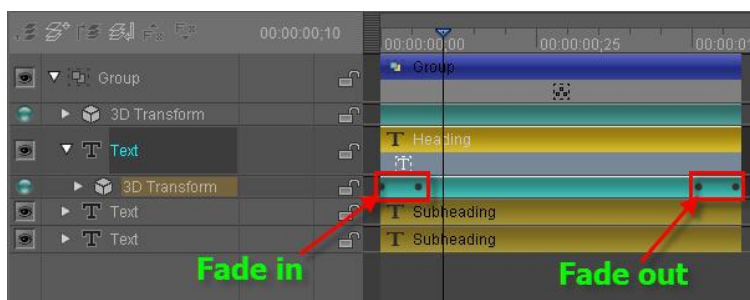 00:00:00;10
00:00:00;00 00:00:00;25 00:00:0
Group
Group
3D Transform
Text
T Heading
T
3D Transform
Text
T Subheading
Text
T Subheading
Fade in
Fade out